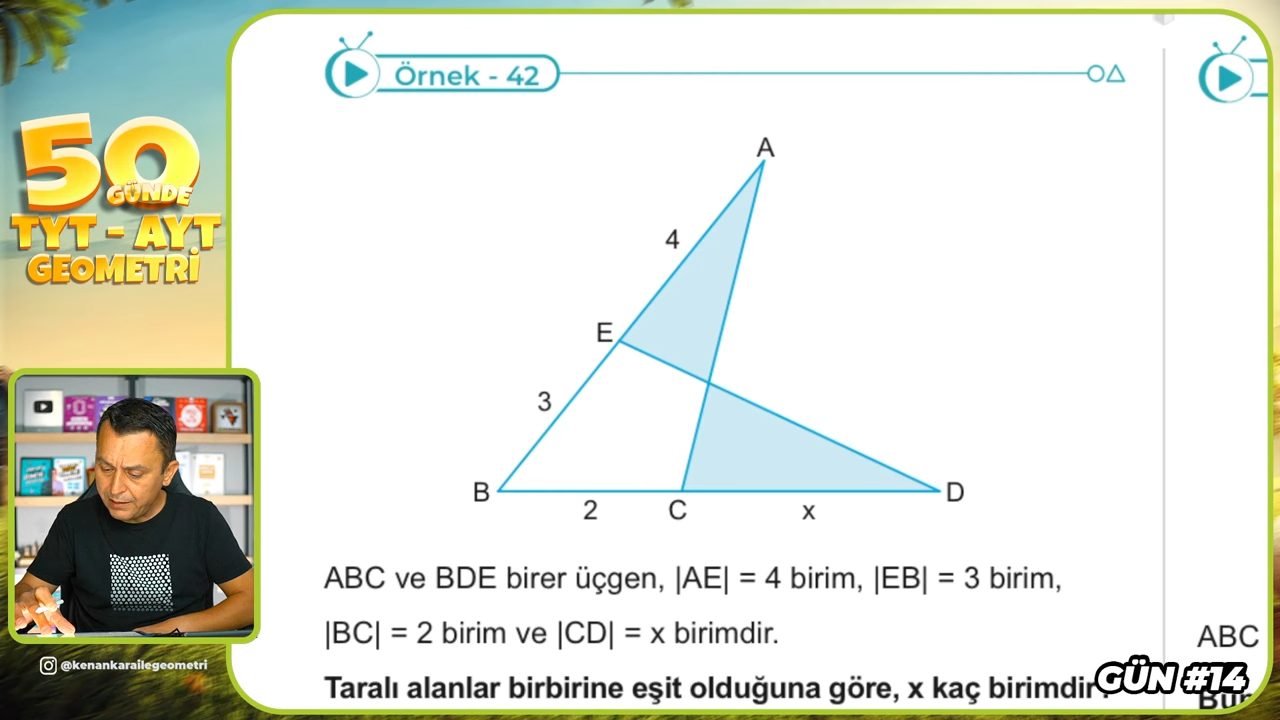 Örnek - 42
50
GÜNDE
TYT - AYT
GEOMETRİ
A
4
E
3
B
2
C
x
D
ABC ve BDE birer üçgen, |AE| = 4 birim, |EB| = 3 birim,
|BC| = 2 birim ve |CD| = x birimdir.
Taralı alanlar birbirine eşit olduğuna göre, x kaç birimdir?
@kenankarailegeometri
ABC
GÜN #14